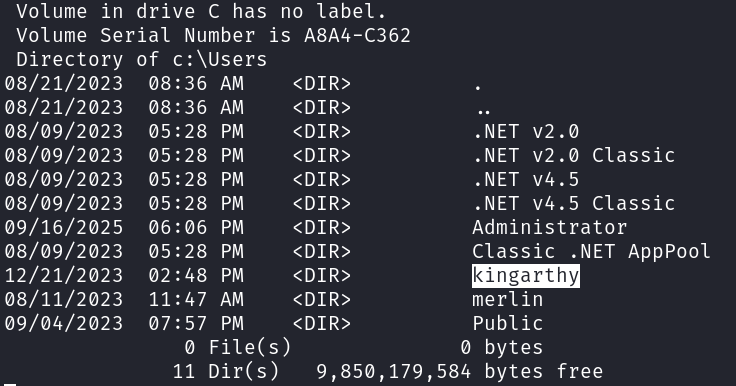 Volume in drive C has no label.
Volume Serial Number is A8A4-C362
Directory of c:\Users
08/21/2023  08:36 AM    <DIR>          .
08/21/2023  08:36 AM    <DIR>          ..
08/09/2023  05:28 PM    <DIR>          .NET v2.0
08/09/2023  05:28 PM    <DIR>          .NET v2.0 Classic
08/09/2023  05:28 PM    <DIR>          .NET v4.5
08/09/2023  05:28 PM    <DIR>          .NET v4.5 Classic
09/16/2025  06:06 PM    <DIR>          Administrator
08/09/2023  05:28 PM    <DIR>          Classic .NET AppPool
12/21/2023  02:48 PM    <DIR>          kingarthy
08/11/2023  11:47 AM    <DIR>          merlin
09/04/2023  07:57 PM    <DIR>          Public
0 File(s)              0 bytes
11 Dir(s)   9,850,179,584 bytes free